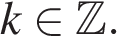 k ∈ ℤ.